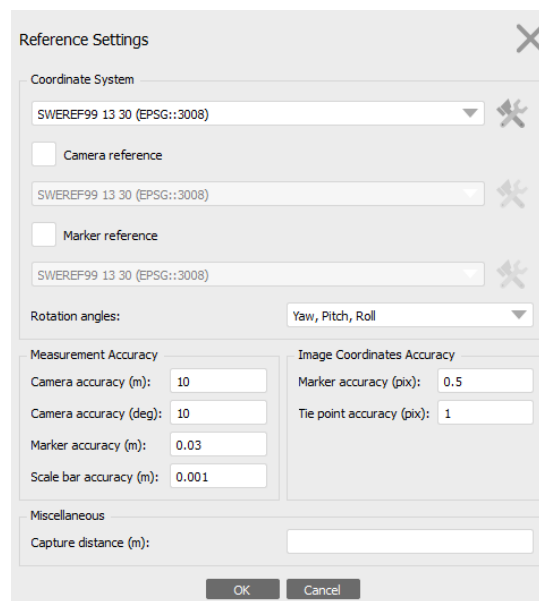 Reference Settings
Coordinate System
SWEREF99 13 30 (EPSG::3008)
Camera reference
SWEREF99 13 30 (EPSG::3008)
Marker reference
SWEREF99 13 30 (EPSG::3008)
Rotation angles: Yaw, Pitch, Roll
Measurement Accuracy Image Coordinates Accuracy
Camera accuracy (m): 10 Marker accuracy (pix): 0.5
Camera accuracy (deg): 10 Tie point accuracy (pix): 1
Marker accuracy (m): 0.03
Scale bar accuracy (m): 0.001
Miscellaneous
Capture distance (m):
OK Cancel